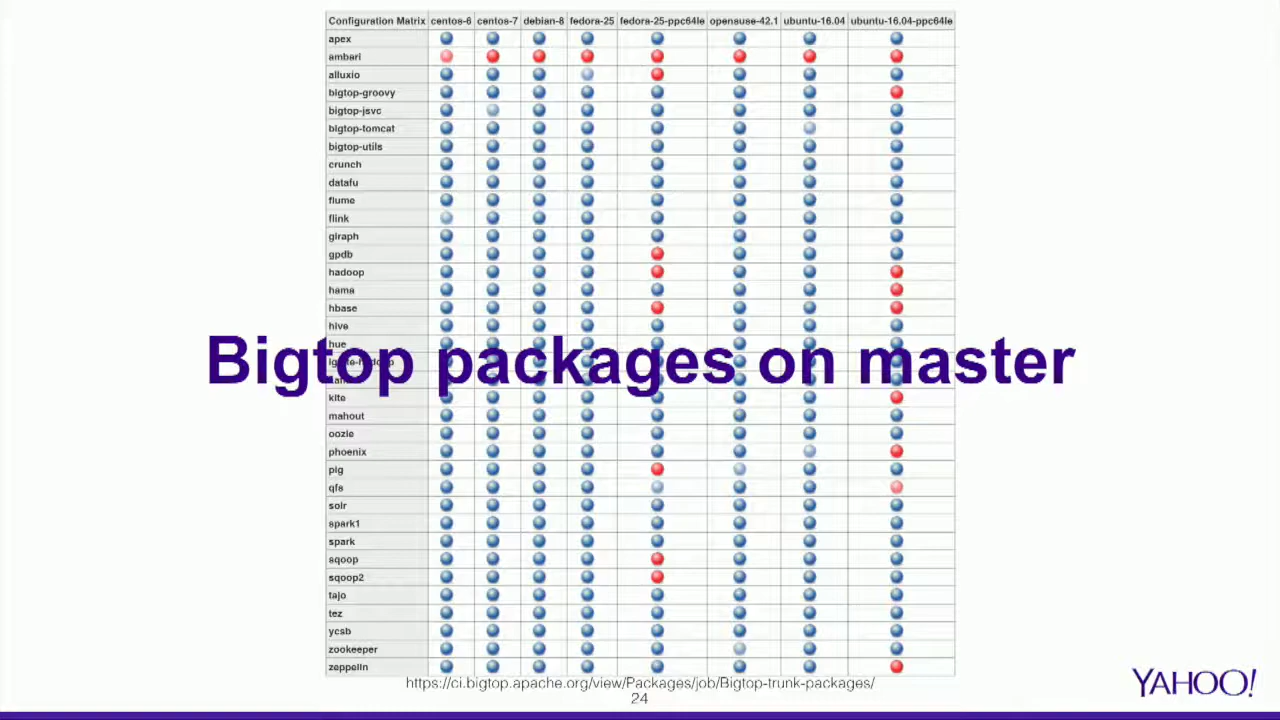 Configuration Matrix centos-6 centos-7 debian-8 fedora-25 fedora-25-ppc64le opensuse-42.1 ubuntu-16.04 ubuntu-16.04-ppc64le
apex
ambari
alluxio
bigtop-groovy
bigtop-jsvc
bigtop-tomcat
bigtop-utils
crunch
datafu
flume
flink
giraph
gpdb
hadoop
hama
hbase
hive
hue
Bigtop packages on master
kite
mahout
oozie
phoenix
pig
qfs
solr
spark1
spark
sqoop
sqoop2
tajo
tez
ycsb
zookeeper
zeppelin
https://ci.bigtop.apache.org/view/Packages/job/Bigtop-trunk-packages/
24
YAHOO!